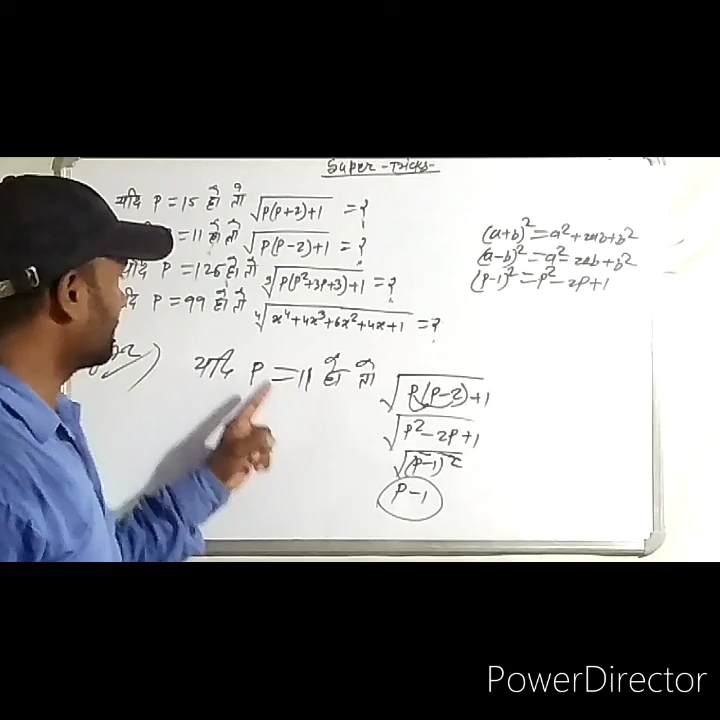 Super-Tricks
यदि P=15 हो तो √P(P+2)+1 =?
P=11 हो तो √P(P-2)+1 =?
यदि P=126 हो तो ∛P(P²+3P+3)+1 =?
यदि P=99 हो तो ∜x⁴+4x³+6x²+4x+1 =?
(a+b)²=a²+2ab+b²
(a-b)²=a²-2ab+b²
(P-1)²=P²-2P+1
यदि P=11 हो तो √P(P-2)+1
√P²-2P+1
√(P-1)²
P-1
PowerDirector